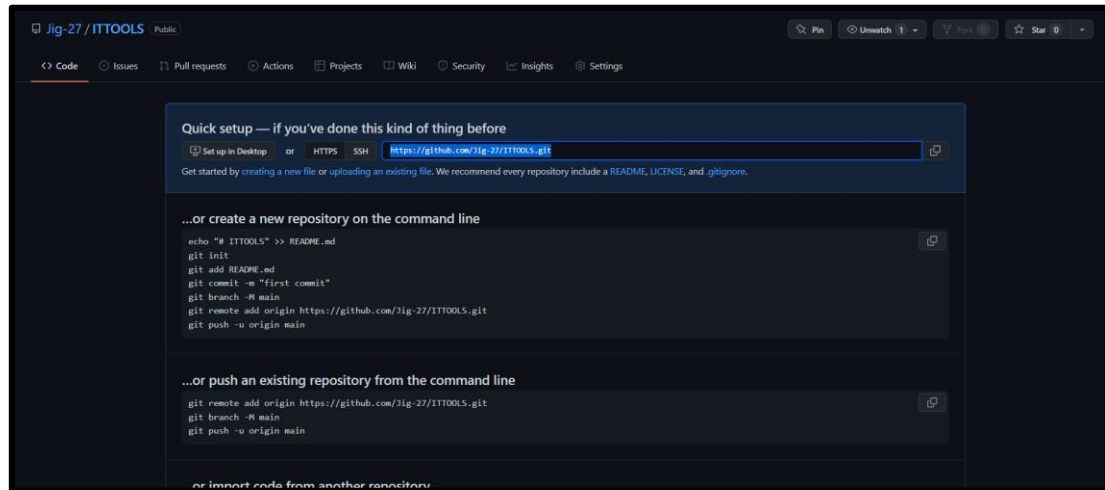 Jig-27 / ITTOOLS Public
Pin Unwatch 1 Fork 0 Star 0
Code Issues Pull requests Actions Projects Wiki Security Insights Settings
Quick setup — if you've done this kind of thing before
Set up in Desktop or HTTPS SSH https://github.com/Jig-27/ITTOOLS.git
Get started by creating a new file or uploading an existing file. We recommend every repository include a README, LICENSE, and .gitignore.
...or create a new repository on the command line
echo "# ITTOOLS" >> README.md
git init
git add README.md
git commit -m "first commit"
git branch -M main
git remote add origin https://github.com/Jig-27/ITTOOLS.git
git push -u origin main
...or push an existing repository from the command line
git remote add origin https://github.com/Jig-27/ITTOOLS.git
git branch -M main
git push -u origin main
...or import code from another repository